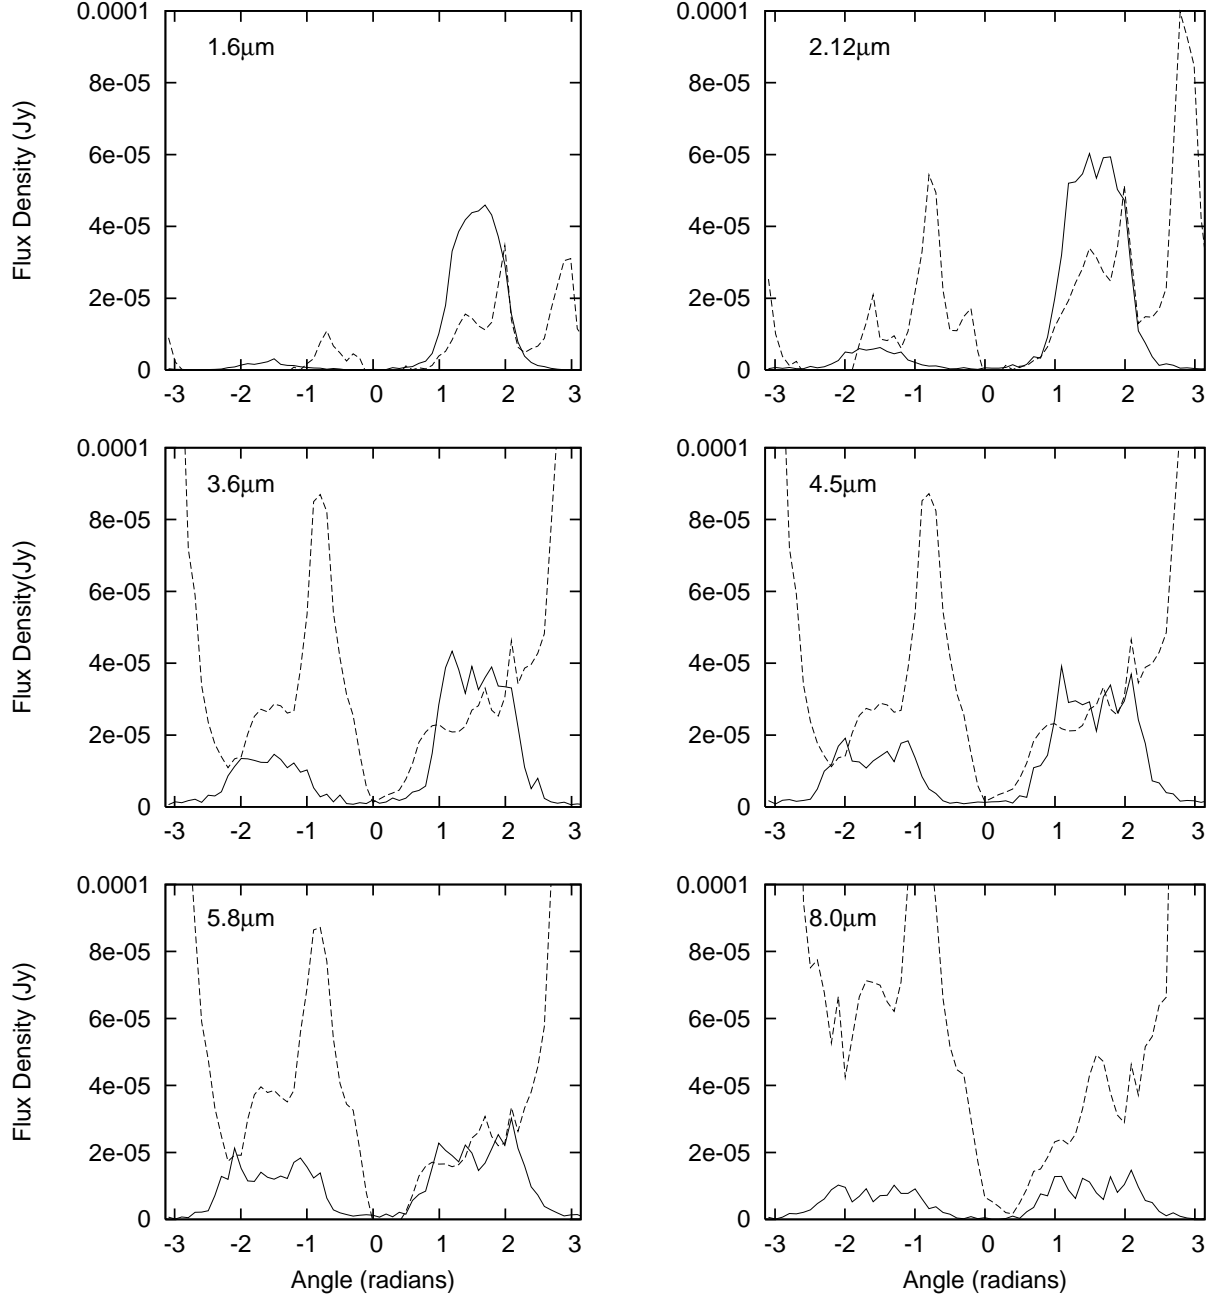 0.0001
8e-05
6e-05
4e-05
2e-05
0
Flux Density (Jy)
1.6μm
-3 -2 -1 0 1 2 3
0.0001
8e-05
6e-05
4e-05
2e-05
0
2.12μm
-3 -2 -1 0 1 2 3
0.0001
8e-05
6e-05
4e-05
2e-05
0
Flux Density(Jy)
3.6μm
-3 -2 -1 0 1 2 3
0.0001
8e-05
6e-05
4e-05
2e-05
0
4.5μm
-3 -2 -1 0 1 2 3
0.0001
8e-05
6e-05
4e-05
2e-05
0
Flux Density (Jy)
5.8μm
-3 -2 -1 0 1 2 3
Angle (radians)
0.0001
8e-05
6e-05
4e-05
2e-05
0
8.0μm
-3 -2 -1 0 1 2 3
Angle (radians)